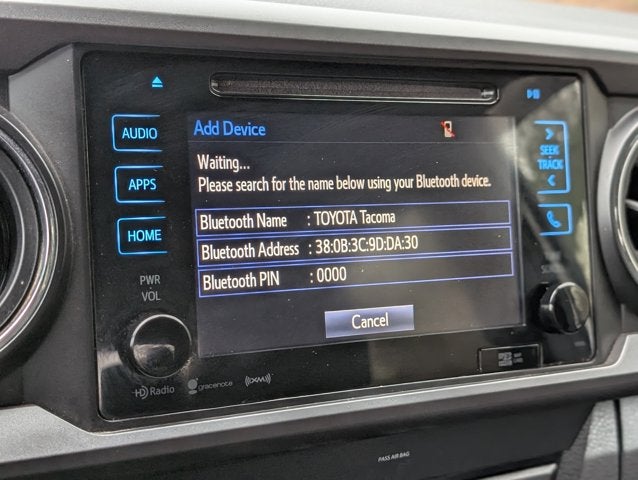 AUDIO
APPS
HOME
PWR
VOL
Add Device
Waiting...
Please search for the name below using your Bluetooth device.
Bluetooth Name : TOYOTA Tacoma
Bluetooth Address : 38:0B:3C:9D:DA:30
Bluetooth PIN : 0000
Cancel
SEEK
TRACK
HD Radio
gracenote
((XM))
PASS AIR BAG